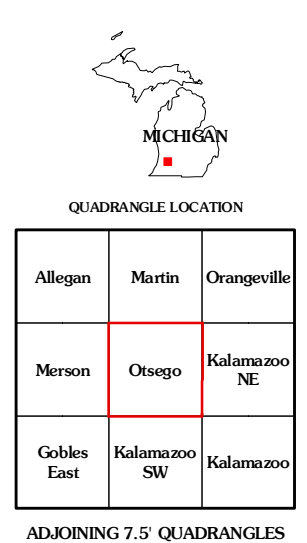 MICHIGAN
QUADRANGLE LOCATION
Allegan
Martin
Orangeville
Merson
Otsego
Kalamazoo
NE
Gobles
East
Kalamazoo
SW
Kalamazoo
ADJOINING 7.5' QUADRANGLES